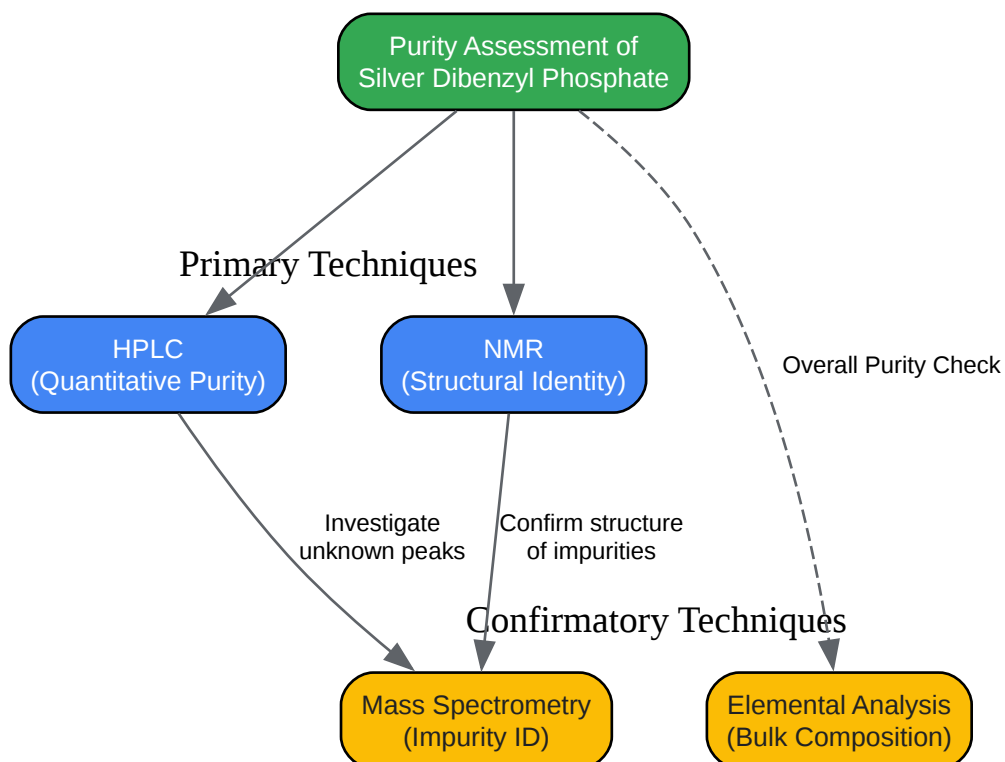 Purity Assessment of
Silver Dibenzyl Phosphate
Primary Techniques
HPLC
(Quantitative Purity)
NMR
(Structural Identity)
Overall Purity Check
Investigate
unknown peaks
Confirm structure
of impurities
Confirmatory Techniques
Mass Spectrometry
(Impurity ID)
Elemental Analysis
(Bulk Composition)